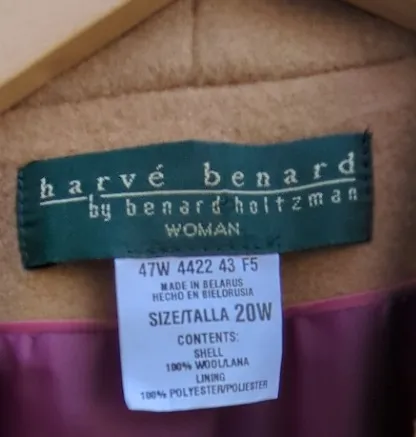 harvé benard
by benard holtzman
WOMAN
47W 4422 43 F5
MADE IN BELARUS
HECHO EN BIELORUSIA
SIZE/TALLA 20W
CONTENTS:
SHELL
100% WOOL/LANA
LINING
100% POLYESTER/POLIESTER